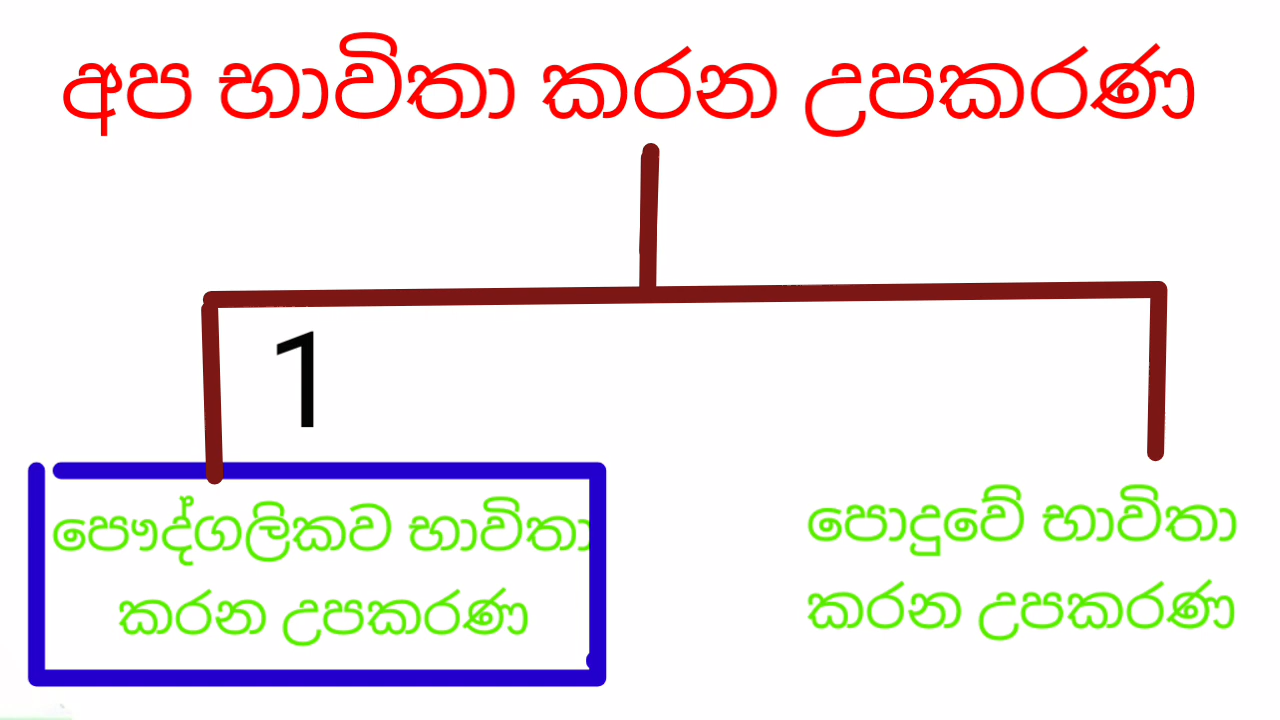 අප භාවිතා කරන උපකරණ
1
පෞද්ගලිකව භාවිතා
කරන උපකරණ
පොදුවේ භාවිතා
කරන උපකරණ